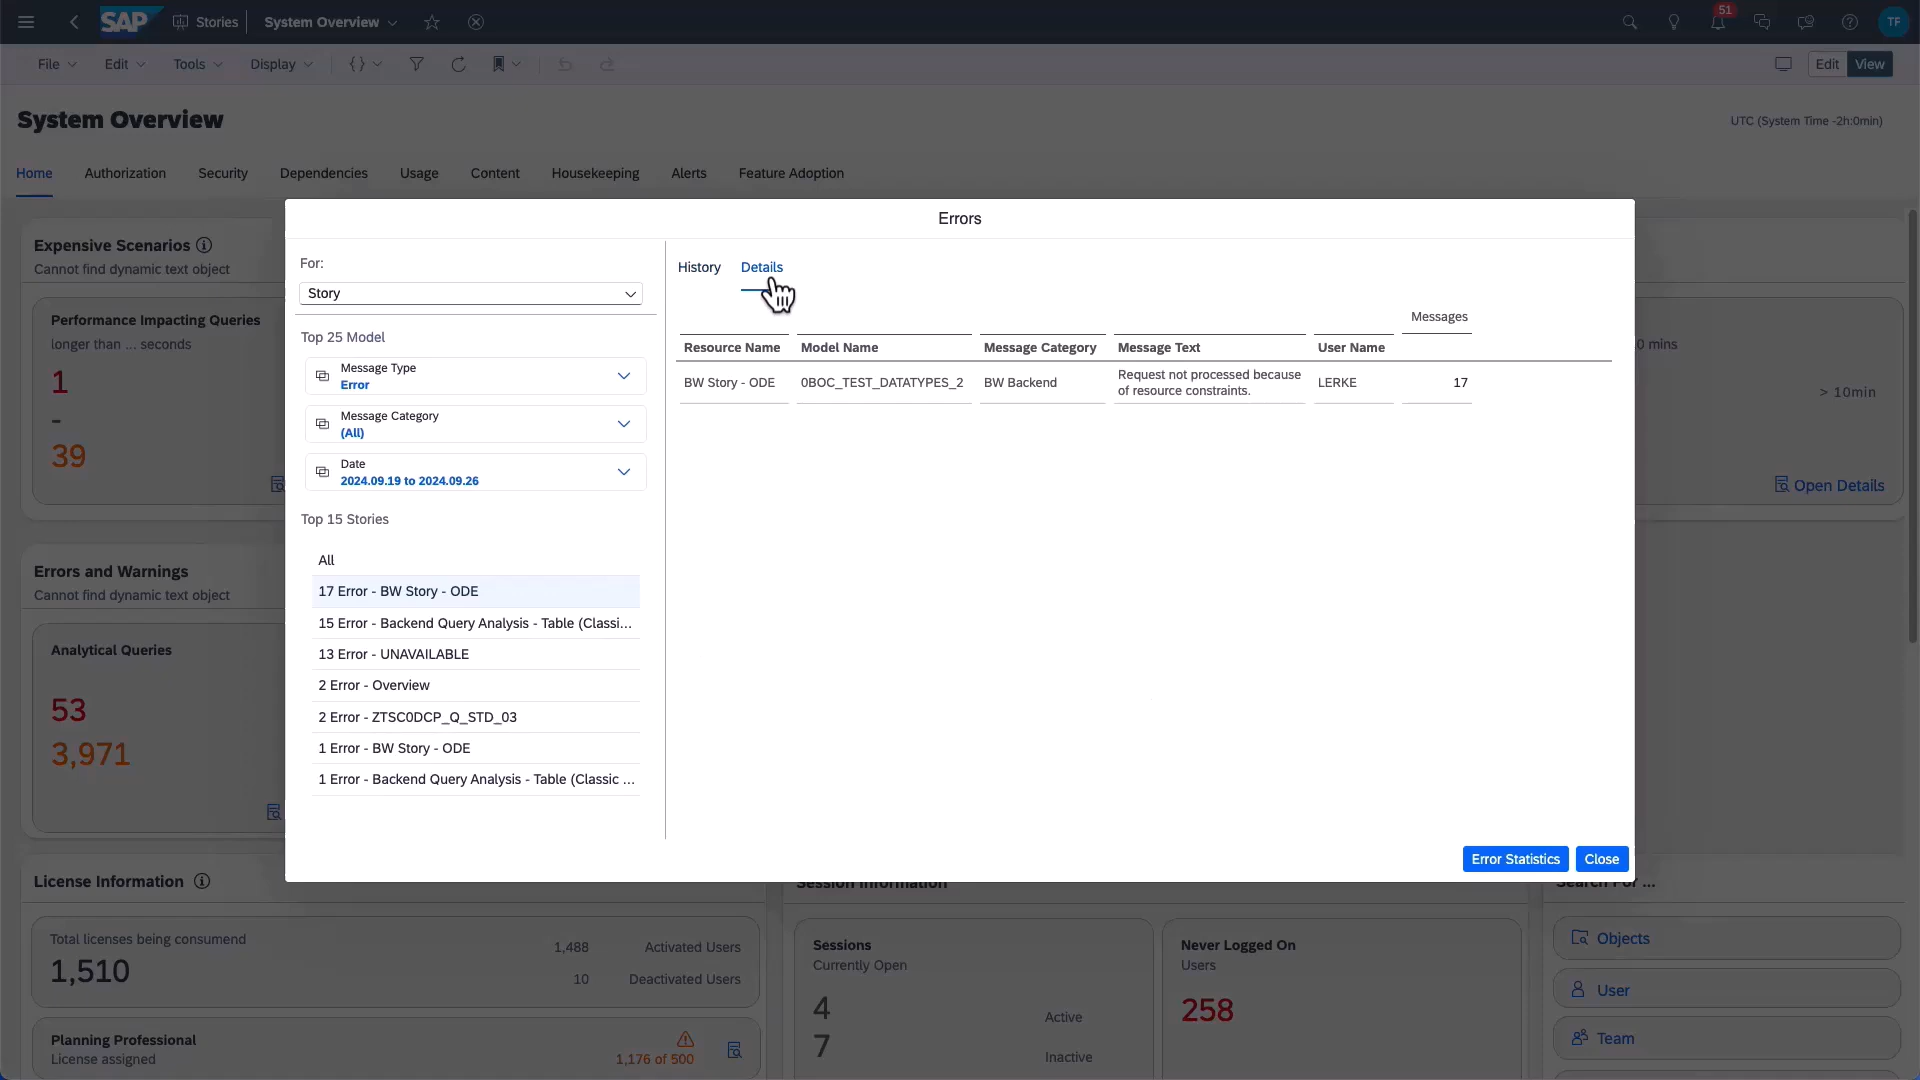 SAP
Stories
System Overview
51
TF
File
Edit
Tools
Display
Edit
View
System Overview
UTC (System Time -2h:0min)
Home
Authorization
Security
Dependencies
Usage
Content
Housekeeping
Alerts
Feature Adoption
Errors
Expensive Scenarios
Cannot find dynamic text object
Performance Impacting Queries
longer than ... seconds
1
-
39
0 mins
> 10min
Open Details
For:
Story
Top 25 Model
Message Type
Error
Message Category
(All)
Date
2024.09.19 to 2024.09.26
Top 15 Stories
All
17 Error - BW Story - ODE
15 Error - Backend Query Analysis - Table (Classi...
13 Error - UNAVAILABLE
2 Error - Overview
2 Error - ZTSC0DCP_Q_STD_03
1 Error - BW Story - ODE
1 Error - Backend Query Analysis - Table (Classic ...
History
Details
Messages
Resource Name
Model Name
Message Category
Message Text
User Name
BW Story - ODE
0BOC_TEST_DATATYPES_2
BW Backend
Request not processed because
of resource constraints.
LERKE
17
Error Statistics
Close
Errors and Warnings
Cannot find dynamic text object
Analytical Queries
53
3,971
License Information
Total licenses being consumend
1,510
1,488
Activated Users
10
Deactivated Users
Planning Professional
License assigned
1,176 of 500
Session Information
Sessions
Currently Open
4
Active
7
Inactive
Never Logged On
Users
258
Search For ...
Objects
User
Team